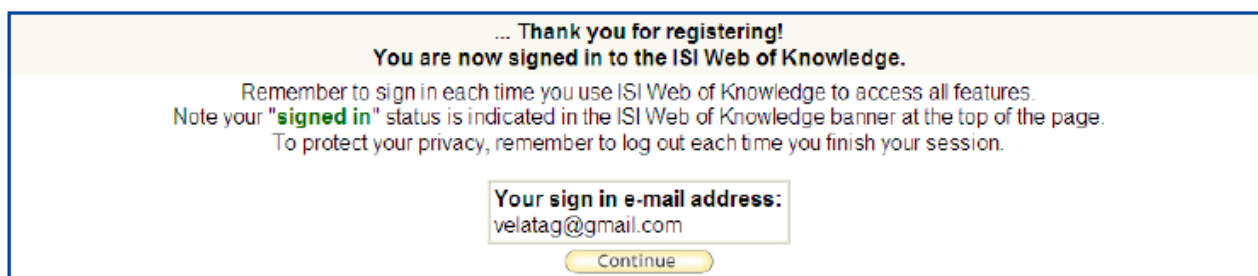 ... Thank you for registering!
You are now signed in to the ISI Web of Knowledge.
Remember to sign in each time you use ISI Web of Knowledge to access all features.
Note your "signed in" status is indicated in the ISI Web of Knowledge banner at the top of the page.
To protect your privacy, remember to log out each time you finish your session.
Your sign in e-mail address:
velatag@gmail.com
Continue